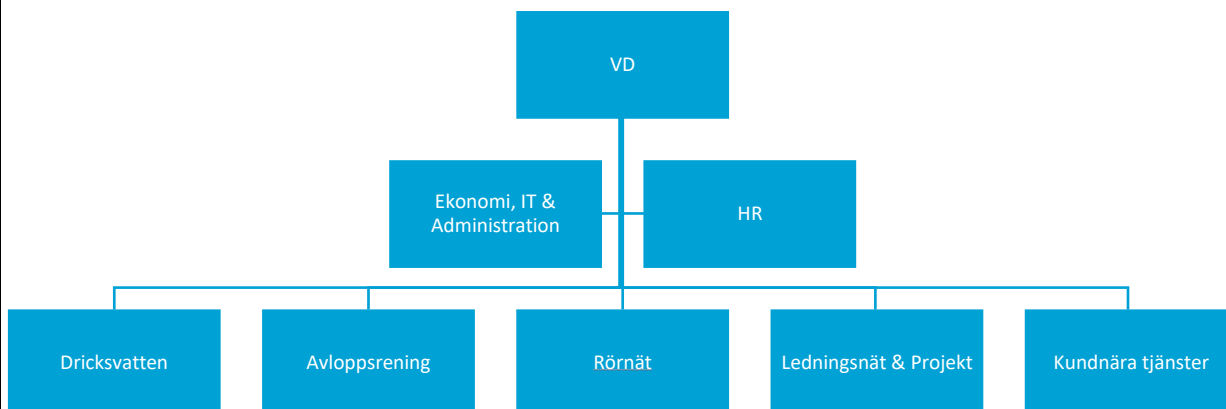 VD
Ekonomi, IT &
Administration
HR
Dricksvatten
Avloppsrening
Rörnät
Ledningsnät & Projekt
Kundnära tjänster